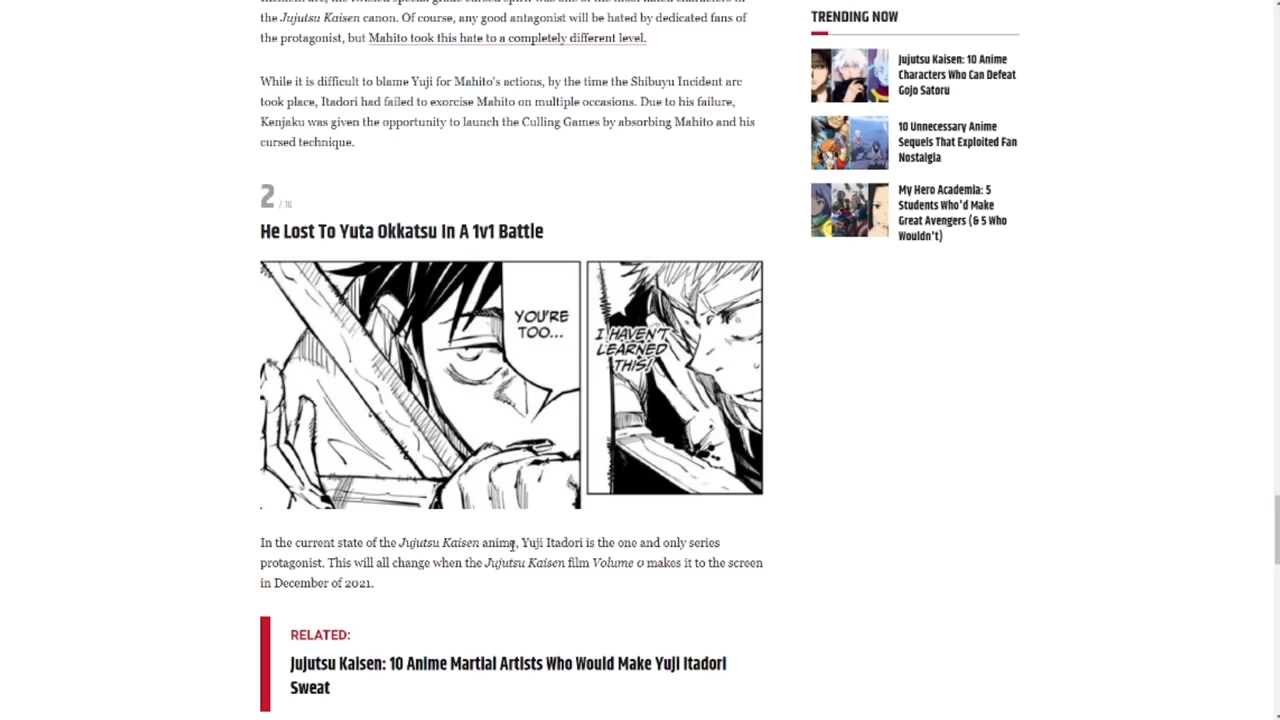 the Jujutsu Kaisen canon. Of course, any good antagonist will be hated by dedicated fans of
the protagonist, but Mahito took this hate to a completely different level.
While it is difficult to blame Yuji for Mahito's actions, by the time the Shibuyu Incident arc
took place, Itadori had failed to exorcise Mahito on multiple occasions. Due to his failure,
Kenjaku was given the opportunity to launch the Culling Games by absorbing Mahito and his
cursed technique.
2 / 10
He Lost To Yuta Okkatsu In A 1v1 Battle
YOU'RE
TOO...
I HAVEN'T
LEARNED
THIS!
In the current state of the Jujutsu Kaisen anime, Yuji Itadori is the one and only series
protagonist. This will all change when the Jujutsu Kaisen film Volume 0 makes it to the screen
in December of 2021.
RELATED:
Jujutsu Kaisen: 10 Anime Martial Artists Who Would Make Yuji Itadori
Sweat
TRENDING NOW
Jujutsu Kaisen: 10 Anime
Characters Who Can Defeat
Gojo Satoru
10 Unnecessary Anime
Sequels That Exploited Fan
Nostalgia
My Hero Academia: 5
Students Who'd Make
Great Avengers (& 5 Who
Wouldn't)